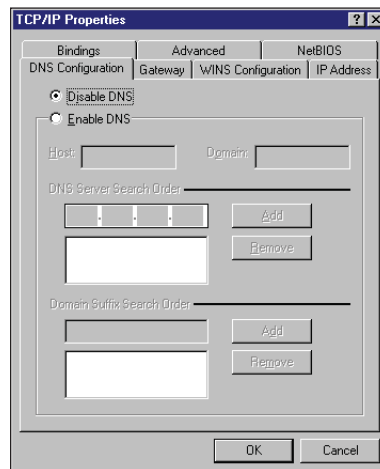 TCP/IP Properties
Bindings Advanced NetBIOS
DNS Configuration Gateway WINS Configuration IP Address
Disable DNS
Enable DNS
Host: Domain:
DNS Server Search Order
. . . Add
Remove
Domain Suffix Search Order
Add
Remove
OK Cancel